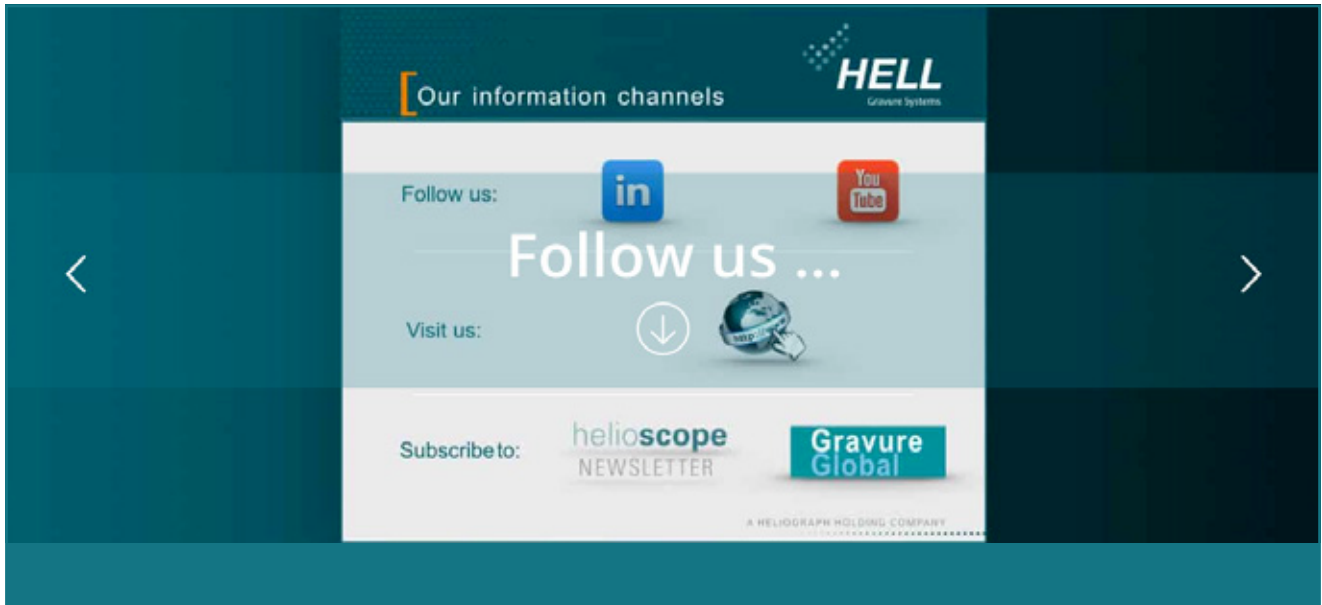 HELL
Gravure Systems
Our information channels
Follow us:
in
You
Tube
Follow us ...
Visit us:
http://
Subscribe to:
helioscope
NEWSLETTER
Gravure
Global
A HELIOGRAPH HOLDING COMPANY